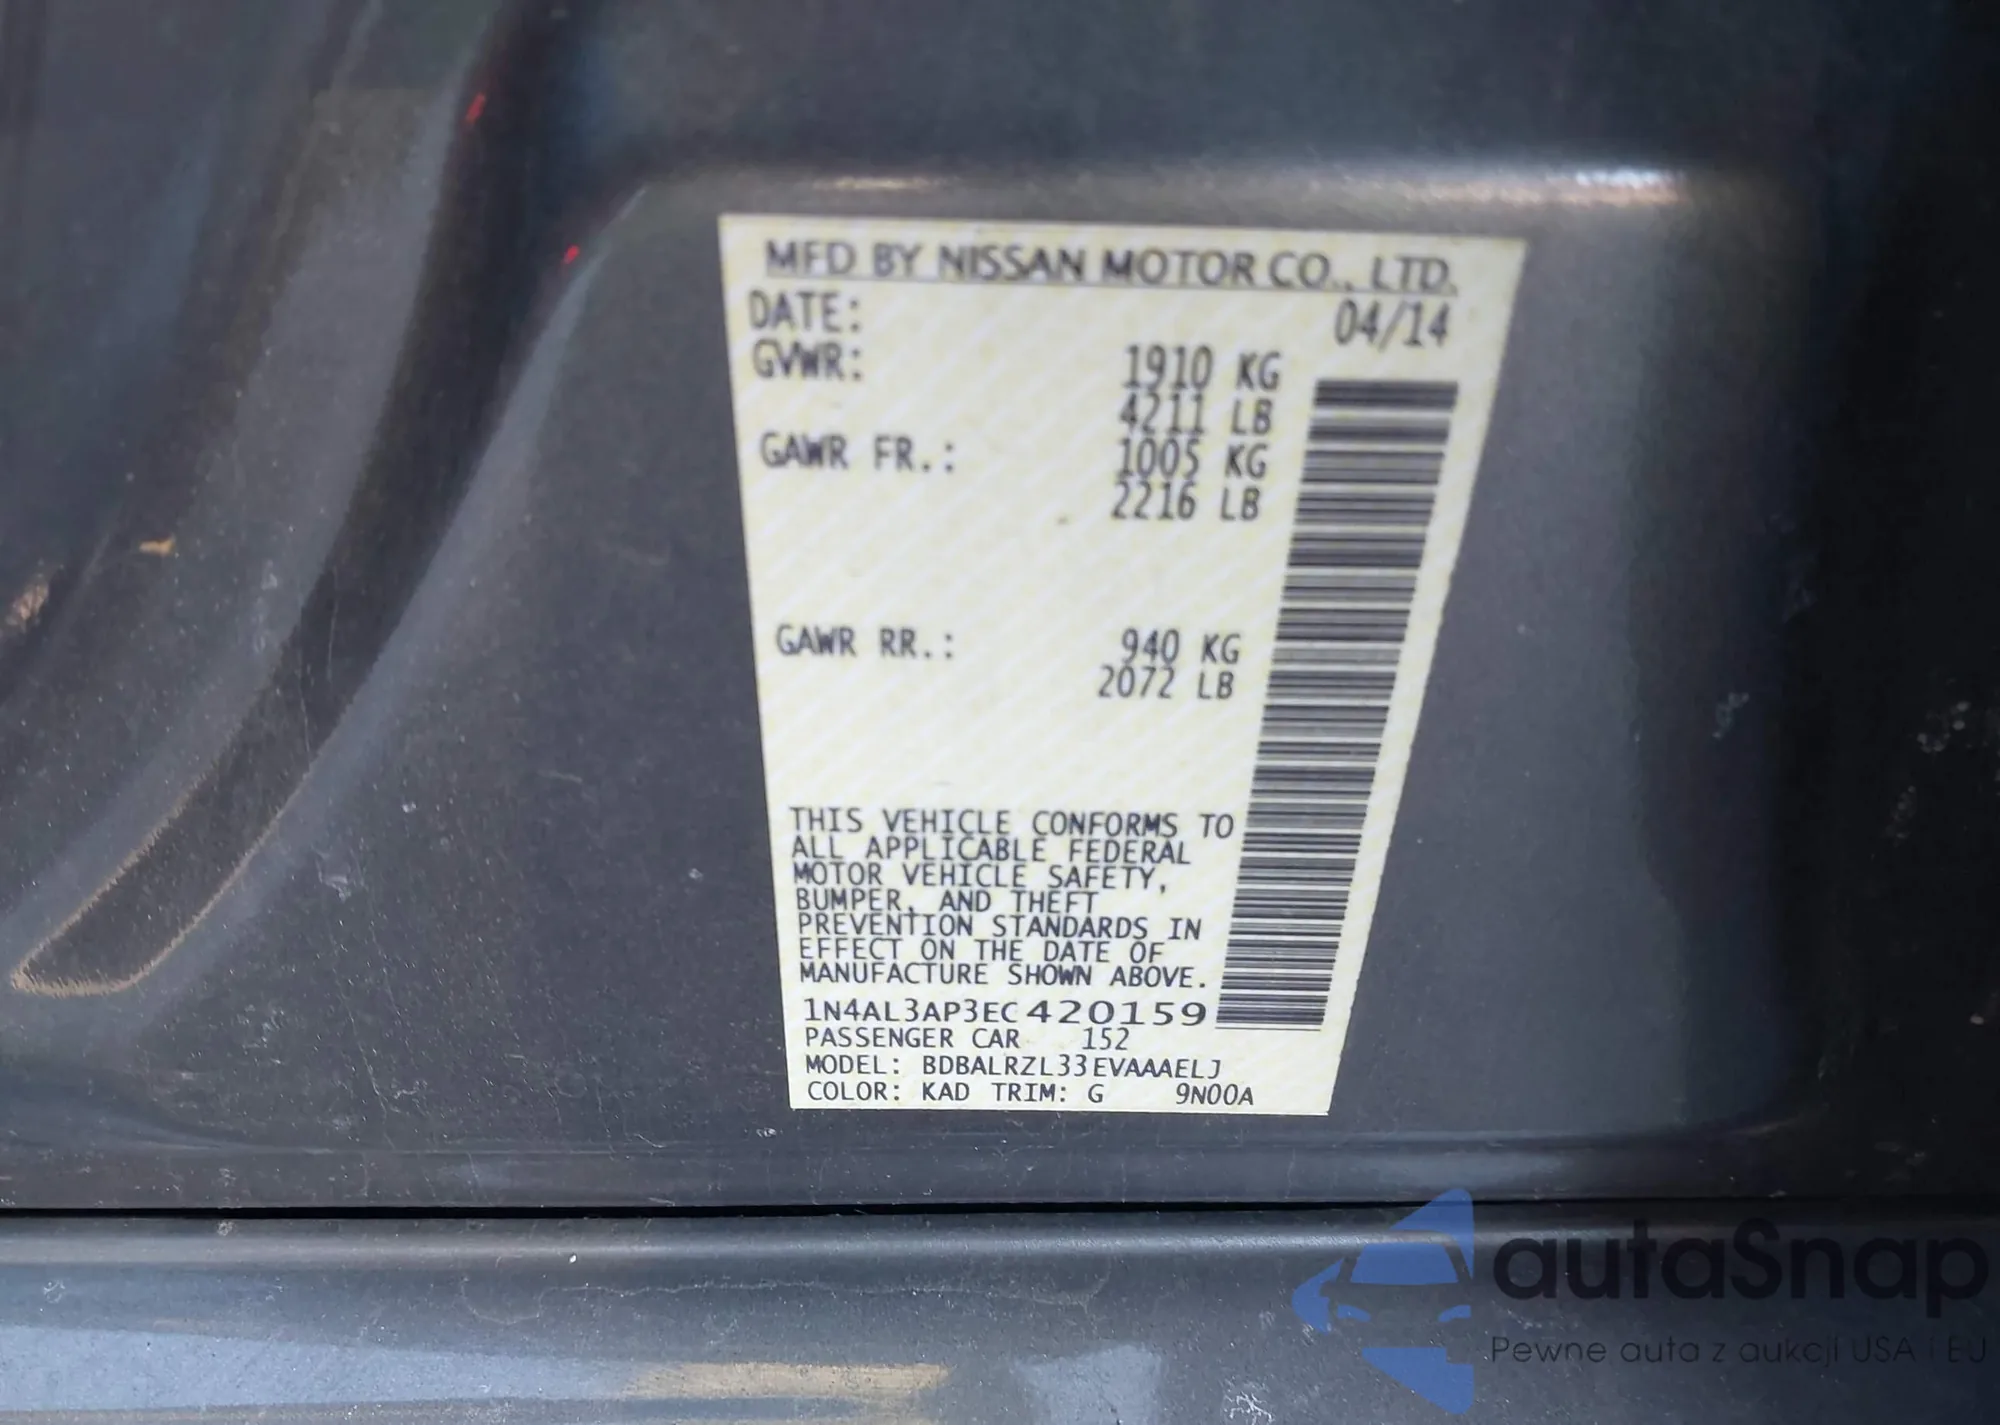 MFD BY NISSAN MOTOR CO., LTD.
DATE: 04/14
GVWR: 1910 KG
4211 LB
GAWR FR.: 1005 KG
2216 LB
GAWR RR.: 940 KG
2072 LB
THIS VEHICLE CONFORMS TO
ALL APPLICABLE FEDERAL
MOTOR VEHICLE SAFETY,
BUMPER, AND THEFT
PREVENTION STANDARDS IN
EFFECT ON THE DATE OF
MANUFACTURE SHOWN ABOVE.
1N4AL3AP3EC420159
PASSENGER CAR 152
MODEL: BDBALRZL33EVAAAELJ
COLOR: KAD TRIM: G 9N00A
autaSnap
Pewne auta z aukcji USA i EU